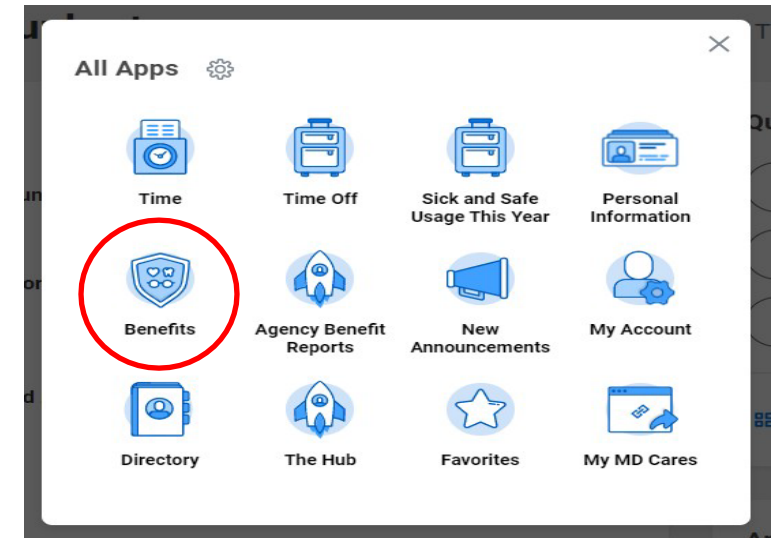 All Apps
Time
Time Off
Sick and Safe
Usage This Year
Personal
Information
Benefits
Agency Benefit
Reports
New
Announcements
My Account
Directory
The Hub
Favorites
My MD Cares